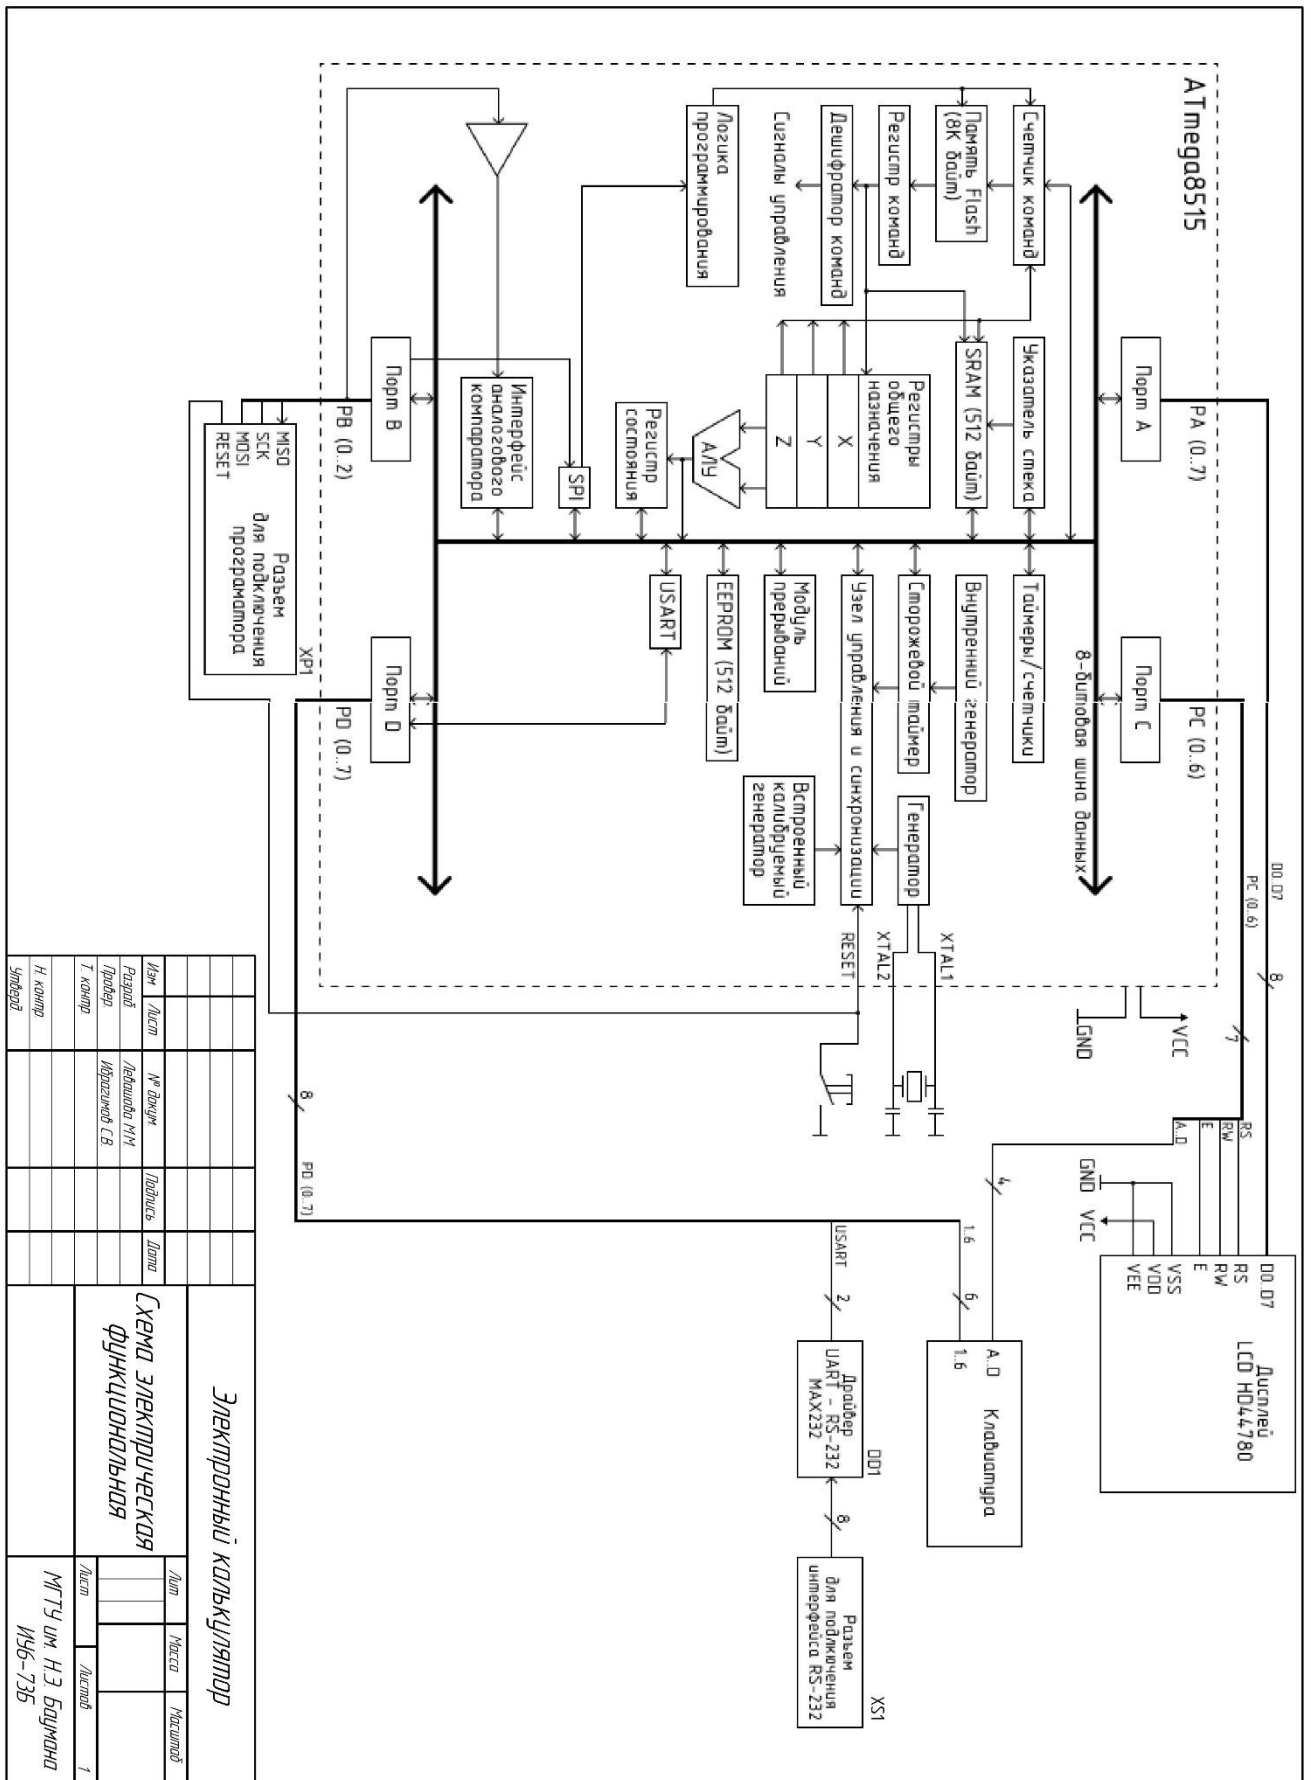 ATmega8515
Порт A
PA (0..7)
Порт C
PC (0..6)
8-битовая шина данных
D0..D7
PC (0..6)
8
7
VCC
GND
Счетчик команд
Память Flash
(8K байт)
Регистр команд
Дешифратор команд
Сигналы управления
Логика
программирования
Указатель стека
SRAM (512 байт)
Регистры
общего
назначения
X
Y
Z
АЛУ
Регистр
состояния
SPI
Интерфейс
аналогового
компаратора
Таймеры/счетчики
Внутренний генератор
Сторожевой таймер
Узел управления и синхронизации
Модуль
прерываний
EEPROM (512 байт)
USART
Генератор
Встроенный
калибруемый
генератор
XTAL1
XTAL2
RESET
Порт B
PB (0..2)
Порт D
PD (0..7)
MISO
SCK
MOSI
RESET
Разъем
для подключения
програматора
XP1
RS
RW
E
A..D
GND
VCC
D0..D7
RS
RW
E
VSS
VDD
VEE
Дисплей
LCD HD44780
4
1..6
6
A..D
1..6
Клавиатура
8
PD (0..7)
USART
2
Драйвер
UART - RS-232
MAX232
DD1
8
Разъем
для подключения
интерфейса RS-232
XS1
Изм
Лист
№ докум.
Подпись
Дата
Разраб
Левашова М.М.
Провер.
Ибрагимов С.В.
Т. контр
Н. контр
Утверд.
Электронный калькулятор
Схема электрическая
функциональная
Лит
Масса
Масштаб
Лист
Листов
1
МГТУ им. Н.Э. Баумана
ИУ6-73Б